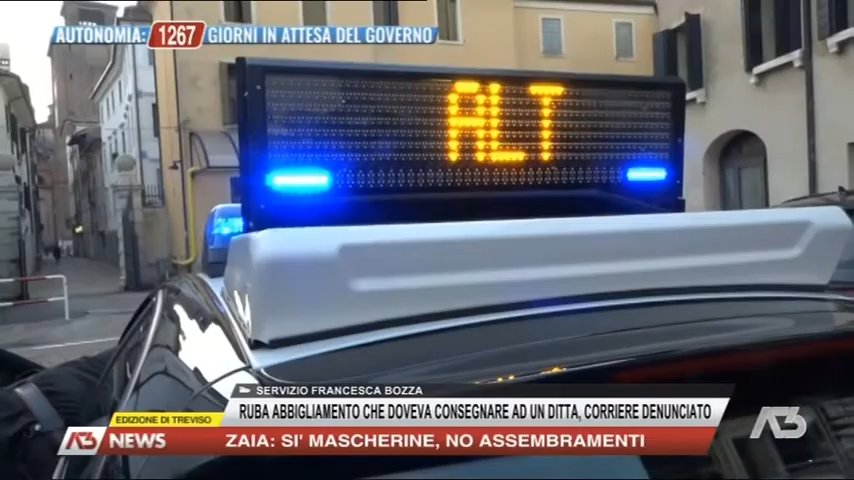 AUTONOMIA: 1267 GIORNI IN ATTESA DEL GOVERNO
ALT
SERVIZIO FRANCESCA BOZZA
RUBA ABBIGLIAMENTO CHE DOVEVA CONSEGNARE AD UN DITTA, CORRIERE DENUNCIATO
EDIZIONE DI TREVISO
A3 NEWS
ZAIA: SI' MASCHERINE, NO ASSEMBRAMENTI
A3